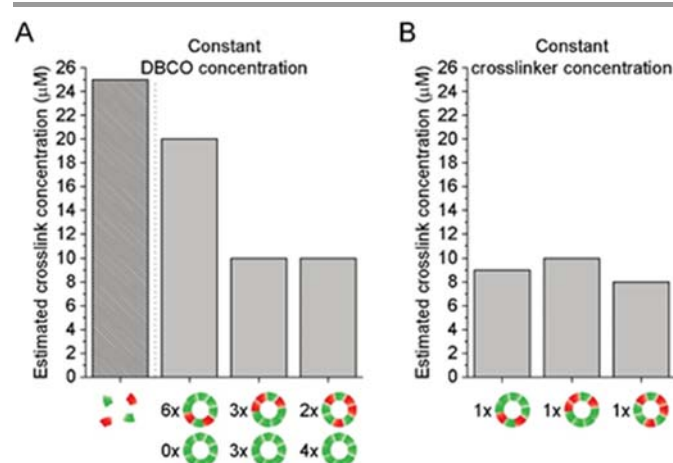 A
Constant
DBCO concentration
Estimated crosslink concentration (μM)
26
24
22
20
18
16
14
12
10
8
6
4
2
0
6x
3x
2x
0x
3x
4x
B
Constant
crosslinker concentration
Estimated crosslink concentration (μM)
26
24
22
20
18
16
14
12
10
8
6
4
2
0
1x
1x
1x